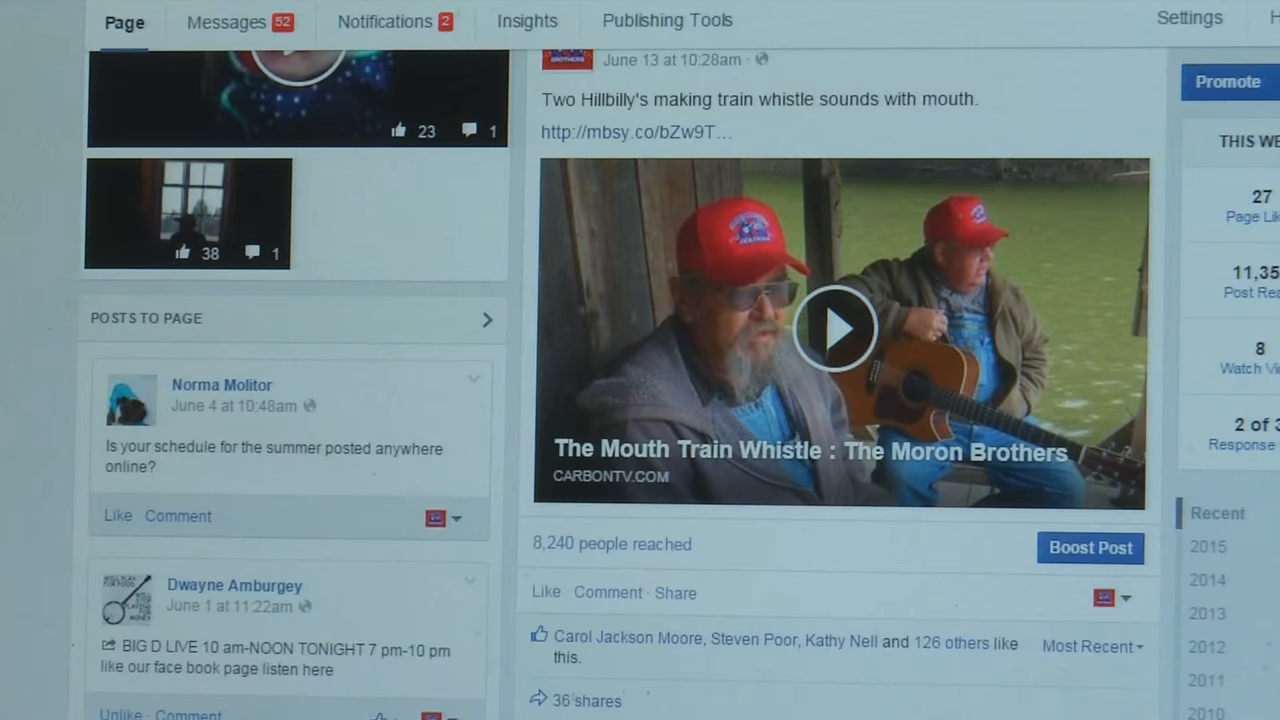 Page
Messages 52
Notifications 2
Insights
Publishing Tools
Settings
23
1
38
1
POSTS TO PAGE
Norma Molitor
June 4 at 10:48am
Is your schedule for the summer posted anywhere
online?
Like · Comment
Dwayne Amburgey
June 1 at 11:22am
BIG D LIVE 10 am-NOON TONIGHT 7 pm-10 pm
like our face book page listen here
Unlike · Comment
BROTHERS
June 13 at 10:28am ·
Two Hillbilly's making train whistle sounds with mouth.
http://mbsy.co/bZw9T…
The Mouth Train Whistle : The Moron Brothers
CARBONTV.COM
8,240 people reached
Boost Post
Like · Comment · Share
Carol Jackson Moore, Steven Poor, Kathy Nell and 126 others like
this.
Most Recent
36 shares
Promote
THIS WE
27
Page Lik
11,35
Post Rea
8
Watch Vi
2 of 3
Response
Recent
2015
2014
2013
2012
2011
2010